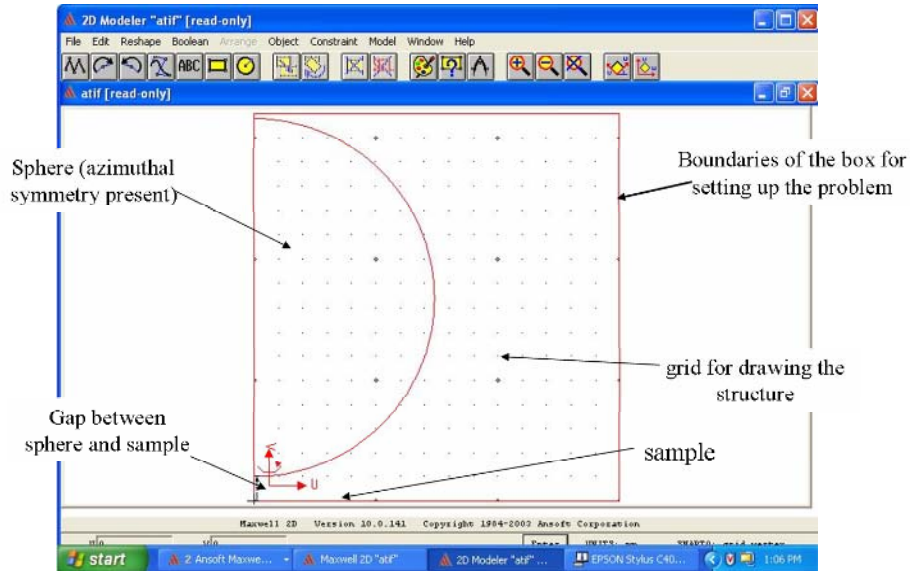 2D Modeler "atif" [read-only]
File Edit Reshape Boolean Arrange Object Constraint Model Window Help
ABC
atif [read-only]
Sphere (azimuthal
symmetry present)
Boundaries of the box for
setting up the problem
grid for drawing the
structure
Gap between
sphere and sample
sample
U
Maxwell 2D Version 10.0.141 Copyright 1984-2003 Ansoft Corporation
Enter
start
2 Ansoft Maxwe...
Maxwell 2D "atif"
2D Modeler "atif" ...
EPSON Stylus C40...
1:06 PM